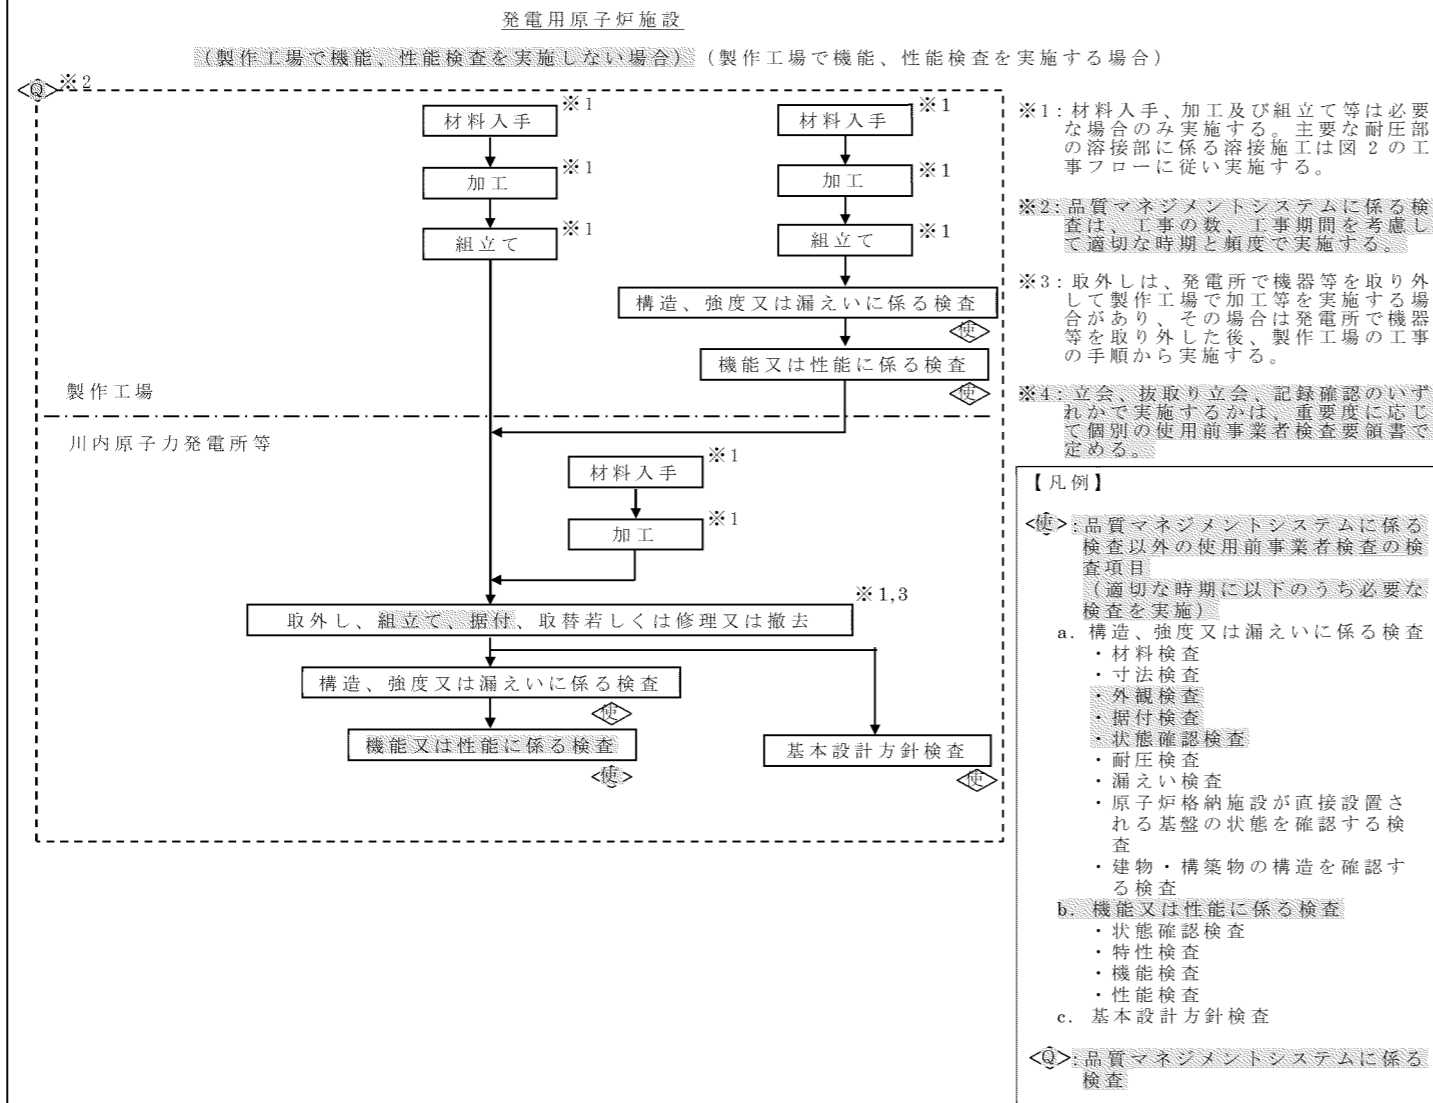 発電用原子炉施設
(製作工場で機能、性能検査を実施しない場合) (製作工場で機能、性能検査を実施する場合)
Q ※2
材料入手 ※1
加工 ※1
組立て ※1
材料入手 ※1
加工 ※1
組立て ※1
構造、強度又は漏えいに係る検査
使
機能又は性能に係る検査
使
製作工場
川内原子力発電所等
材料入手 ※1
加工 ※1
※1,3
取外し、組立て、据付、取替若しくは修理又は撤去
構造、強度又は漏えいに係る検査
使
機能又は性能に係る検査
使
基本設計方針検査
使
※1:材料入手、加工及び組立て等は必要
な場合のみ実施する。主要な耐圧部
の溶接部に係る溶接施工は図2の工
事フローに従い実施する。
※2:品質マネジメントシステムに係る検
査は、工事の数、工事期間を考慮し
て適切な時期と頻度で実施する。
※3:取外しは、発電所で機器等を取り外
して製作工場で加工等を実施する場
合があり、その場合は発電所で機器
等を取り外した後、製作工場の工事
の手順から実施する。
※4:立会、抜取り立会、記録確認のいず
れかで実施するかは、重要度に応じ
て個別の使用前事業者検査要領書で
定める。
【凡例】
<使>:品質マネジメントシステムに係る
検査以外の使用前事業者検査の検
査項目
(適切な時期に以下のうち必要な
検査を実施)
a. 構造、強度又は漏えいに係る検査
・材料検査
・寸法検査
・外観検査
・据付検査
・状態確認検査
・耐圧検査
・漏えい検査
・原子炉格納施設が直接設置さ
れる基盤の状態を確認する検
査
・建物・構築物の構造を確認す
る検査
b. 機能又は性能に係る検査
・状態確認検査
・特性検査
・機能検査
・性能検査
c. 基本設計方針検査
<Q>:品質マネジメントシステムに係る
検査